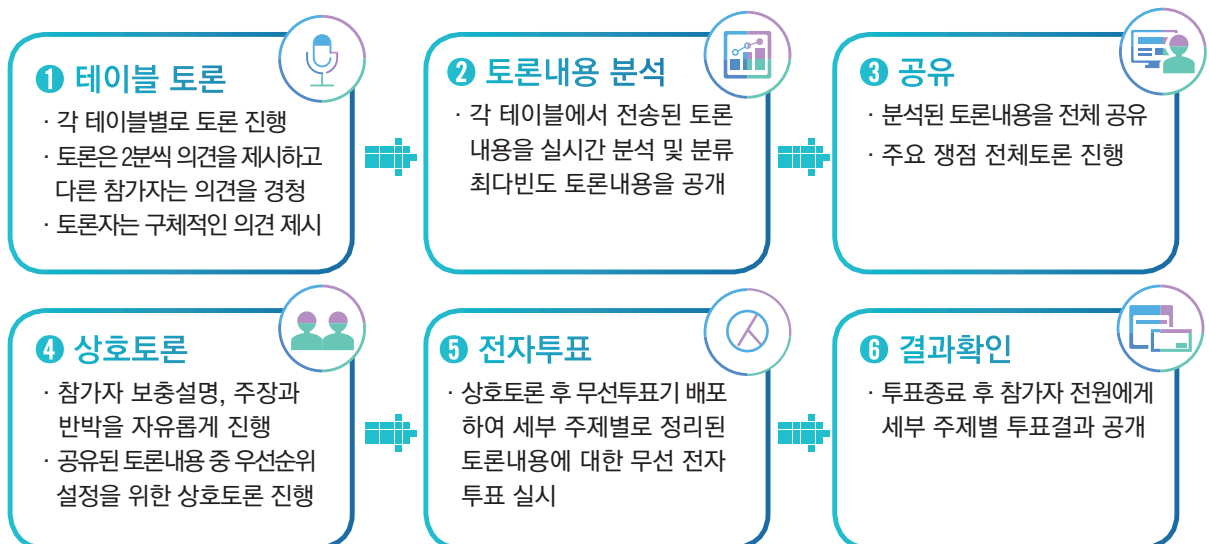 ❶ 테이블 토론
· 각 테이블별로 토론 진행
· 토론은 2분씩 의견을 제시하고
다른 참가자는 의견을 경청
· 토론자는 구체적인 의견 제시
❷ 토론내용 분석
· 각 테이블에서 전송된 토론
내용을 실시간 분석 및 분류
최다빈도 토론내용을 공개
❸ 공유
· 분석된 토론내용을 전체 공유
· 주요 쟁점 전체토론 진행
❹ 상호토론
· 참가자 보충설명, 주장과
반박을 자유롭게 진행
· 공유된 토론내용 중 우선순위
설정을 위한 상호토론 진행
❺ 전자투표
· 상호토론 후 무선투표기 배포
하여 세부 주제별로 정리된
토론내용에 대한 무선 전자
투표 실시
❻ 결과확인
· 투표종료 후 참가자 전원에게
세부 주제별 투표결과 공개